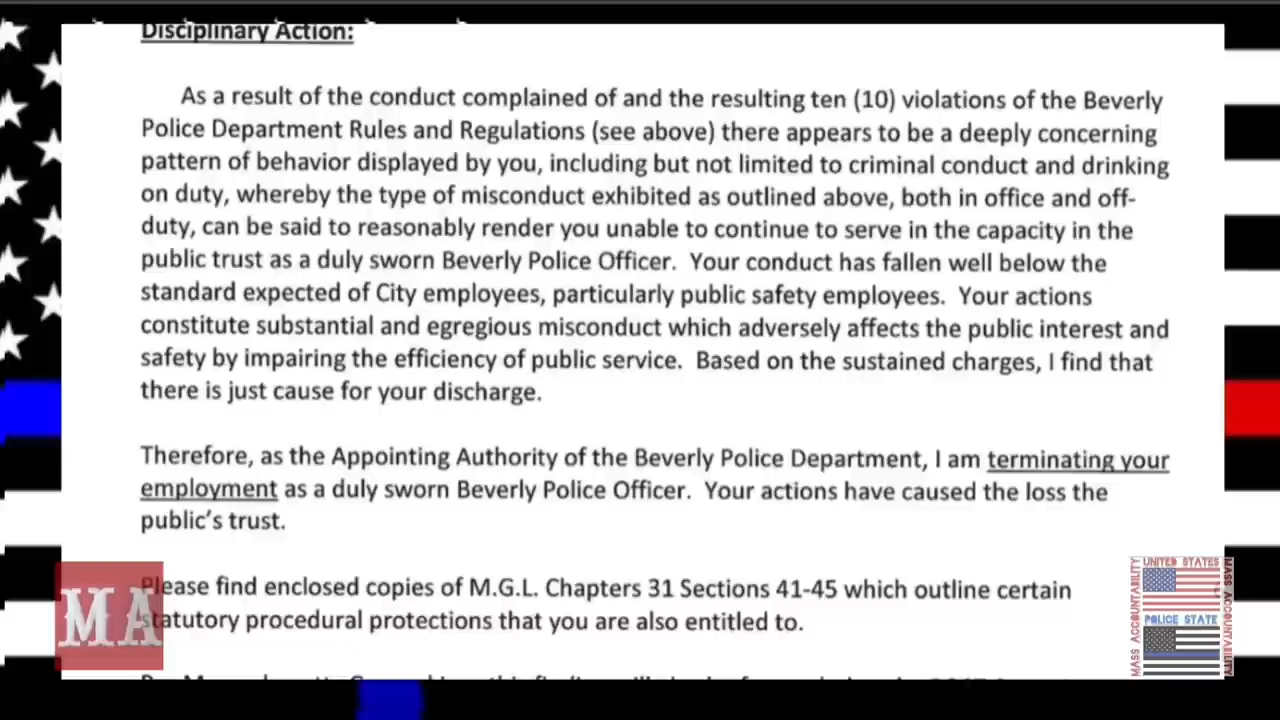 Disciplinary Action:
As a result of the conduct complained of and the resulting ten (10) violations of the Beverly
Police Department Rules and Regulations (see above) there appears to be a deeply concerning
pattern of behavior displayed by you, including but not limited to criminal conduct and drinking
on duty, whereby the type of misconduct exhibited as outlined above, both in office and off-
duty, can be said to reasonably render you unable to continue to serve in the capacity in the
public trust as a duly sworn Beverly Police Officer. Your conduct has fallen well below the
standard expected of City employees, particularly public safety employees. Your actions
constitute substantial and egregious misconduct which adversely affects the public interest and
safety by impairing the efficiency of public service. Based on the sustained charges, I find that
there is just cause for your discharge.
Therefore, as the Appointing Authority of the Beverly Police Department, I am terminating your
employment as a duly sworn Beverly Police Officer. Your actions have caused the loss the
public's trust.
Please find enclosed copies of M.G.L. Chapters 31 Sections 41-45 which outline certain
statutory procedural protections that you are also entitled to.
MA
MASS ACCOUNTABILITY
UNITED STATES
POLICE STATE
MASS ACCOUNTABILITY